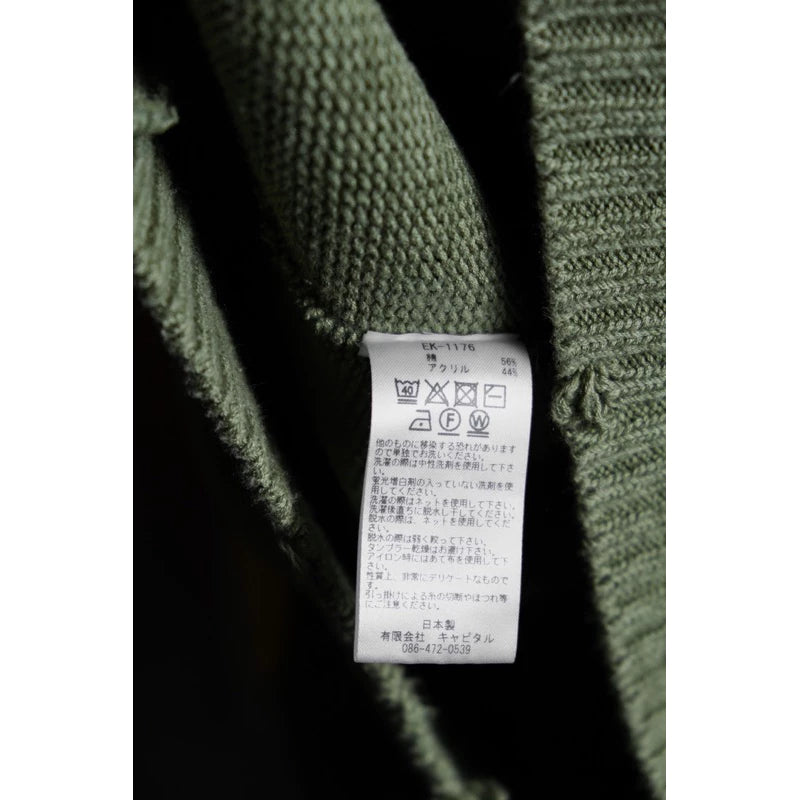 EK-1176
綿 56%
アクリル 44%
40
F W
他のものに移染する恐れがあります
ので単独でお洗いください。
洗濯の際は中性洗剤を使用して下さ
い。
蛍光増白剤の入っていない洗剤を使
用してください。
洗濯の際はネットを使用して下さい。
洗濯後直ちに脱水し干してください。
脱水の際は、ネットを使用してくださ
い。
脱水の際は弱く絞って下さい。
タンブラー乾燥はお避け下さい。
アイロン時にはあて布を使用して下
さい。
性質上、非常にデリケートなもので
す。
引っ掛けによる糸の切断やほつれ等
にご注意ください。
日本製
有限会社 キャピタル
086-472-0539